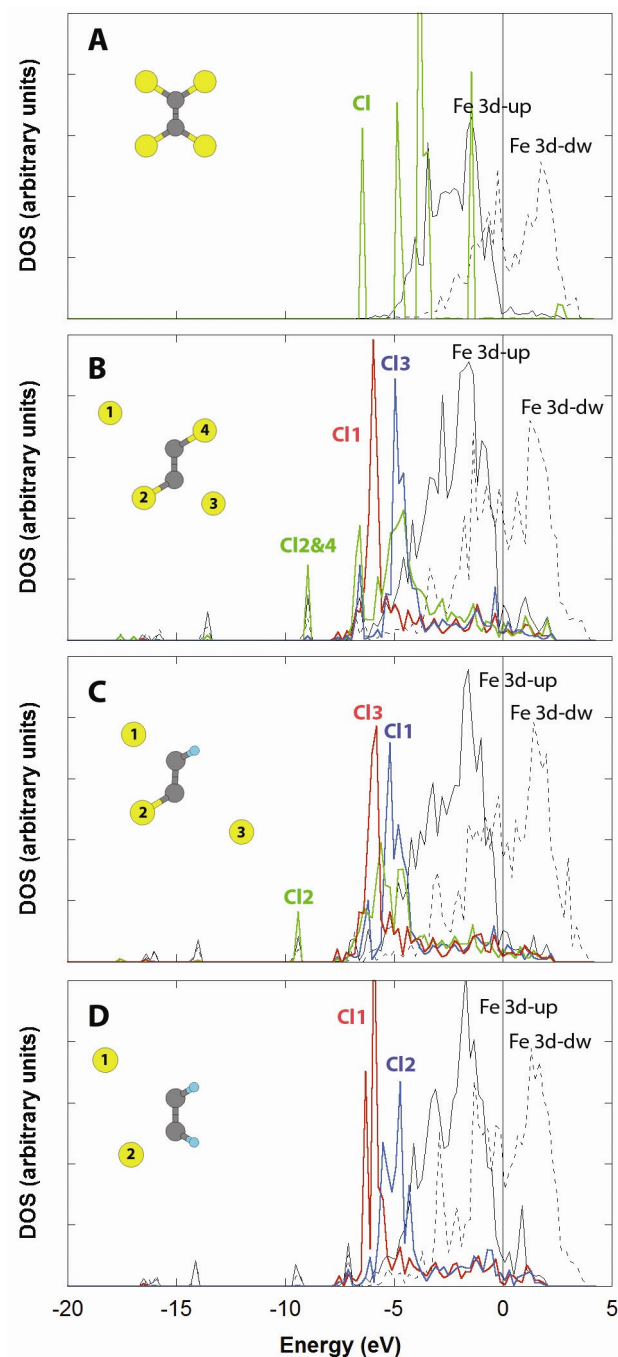 A
Cl
Fe 3d-up
Fe 3d-dw
DOS (arbitrary units)
B
1
4
2
3
Cl3
Cl1
Cl2&4
Fe 3d-up
Fe 3d-dw
DOS (arbitrary units)
C
1
2
3
Cl3
Cl1
Cl2
Fe 3d-up
Fe 3d-dw
DOS (arbitrary units)
D
1
2
Cl1
Cl2
Fe 3d-up
Fe 3d-dw
DOS (arbitrary units)
-20 -15 -10 -5 0 5
Energy (eV)